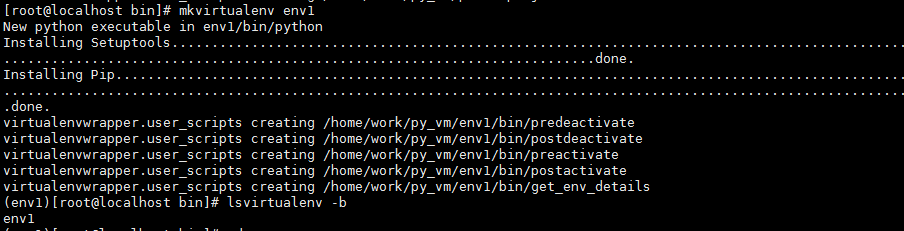 [root@localhost bin]# mkvirtualenv env1
New python executable in env1/bin/python
Installing Setuptools..............................................................................................
..........................................................................done.
Installing Pip.....................................................................................................
...................................................................................................................
.done.
virtualenvwrapper.user_scripts creating /home/work/py_vm/env1/bin/predeactivate
virtualenvwrapper.user_scripts creating /home/work/py_vm/env1/bin/postdeactivate
virtualenvwrapper.user_scripts creating /home/work/py_vm/env1/bin/preactivate
virtualenvwrapper.user_scripts creating /home/work/py_vm/env1/bin/postactivate
virtualenvwrapper.user_scripts creating /home/work/py_vm/env1/bin/get_env_details
(env1)[root@localhost bin]# lsvirtualenv -b
env1